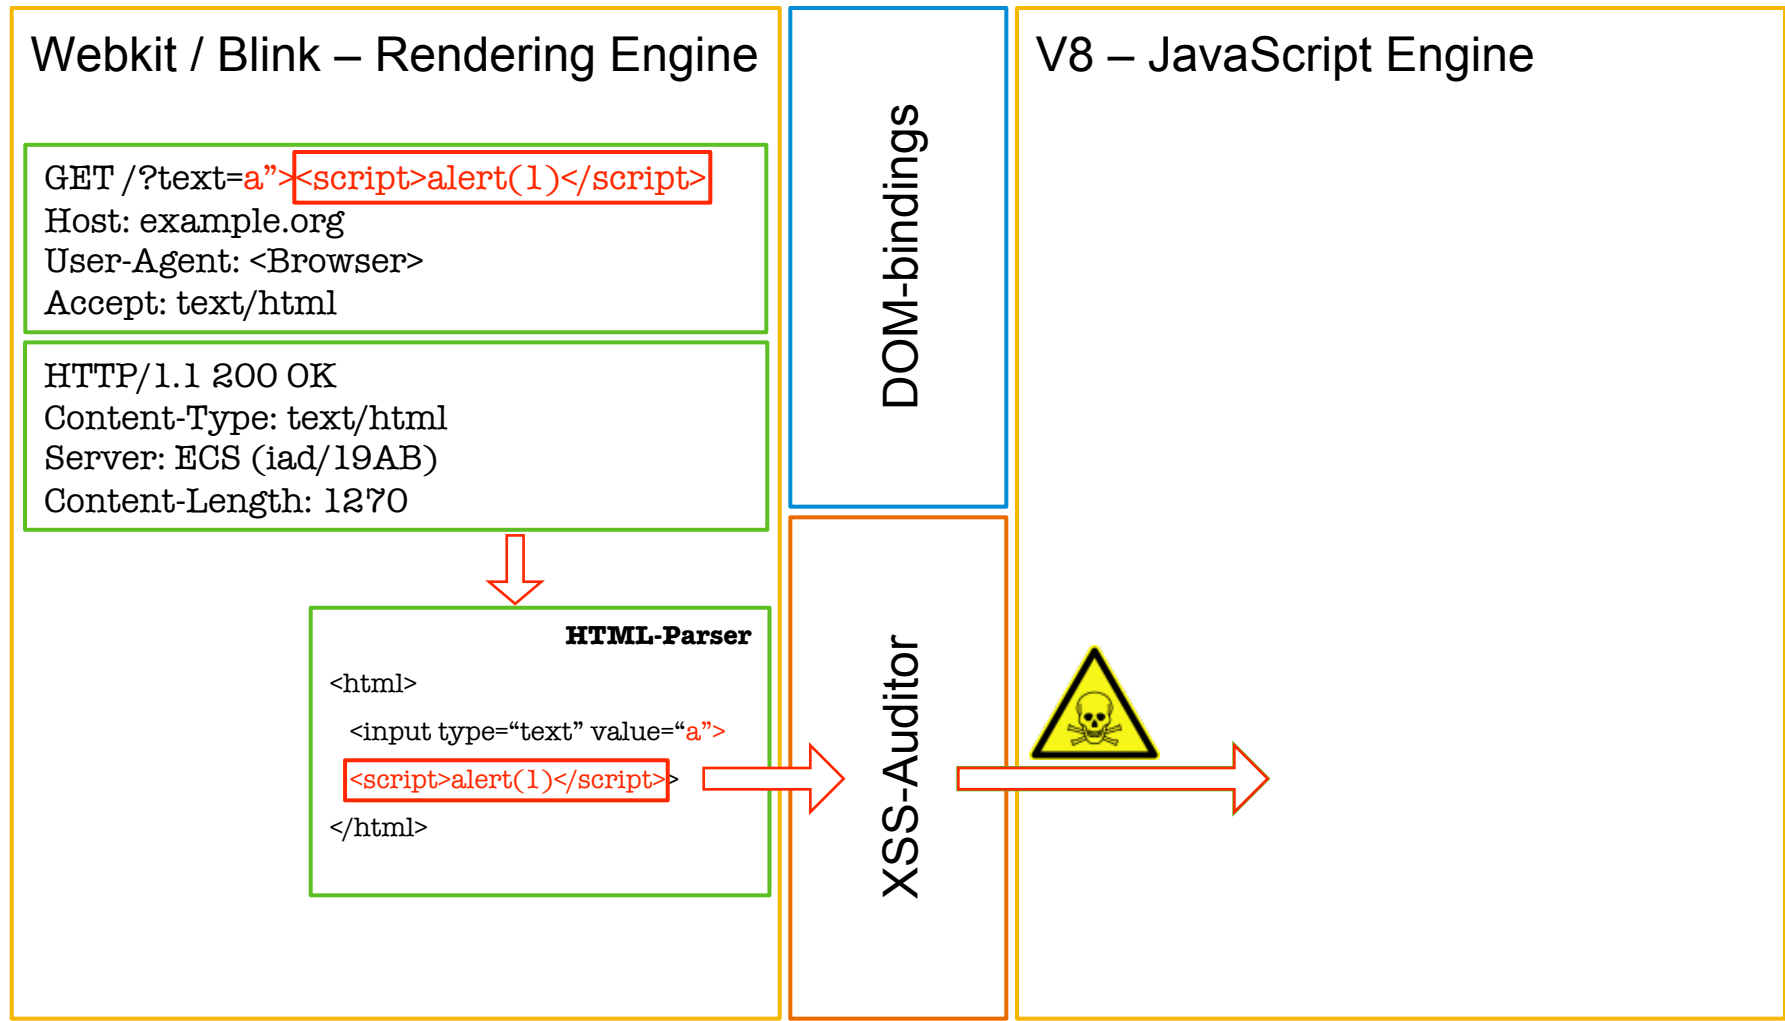 Webkit / Blink – Rendering Engine
GET /?text=a”><script>alert(1)</script>
Host: example.org
User-Agent: <Browser>
Accept: text/html
HTTP/1.1 200 OK
Content-Type: text/html
Server: ECS (iad/19AB)
Content-Length: 1270
HTML-Parser
<html>
<input type=“text” value=“a”>
<script>alert(1)</script>>
</html>
DOM-bindings
XSS-Auditor
V8 – JavaScript Engine